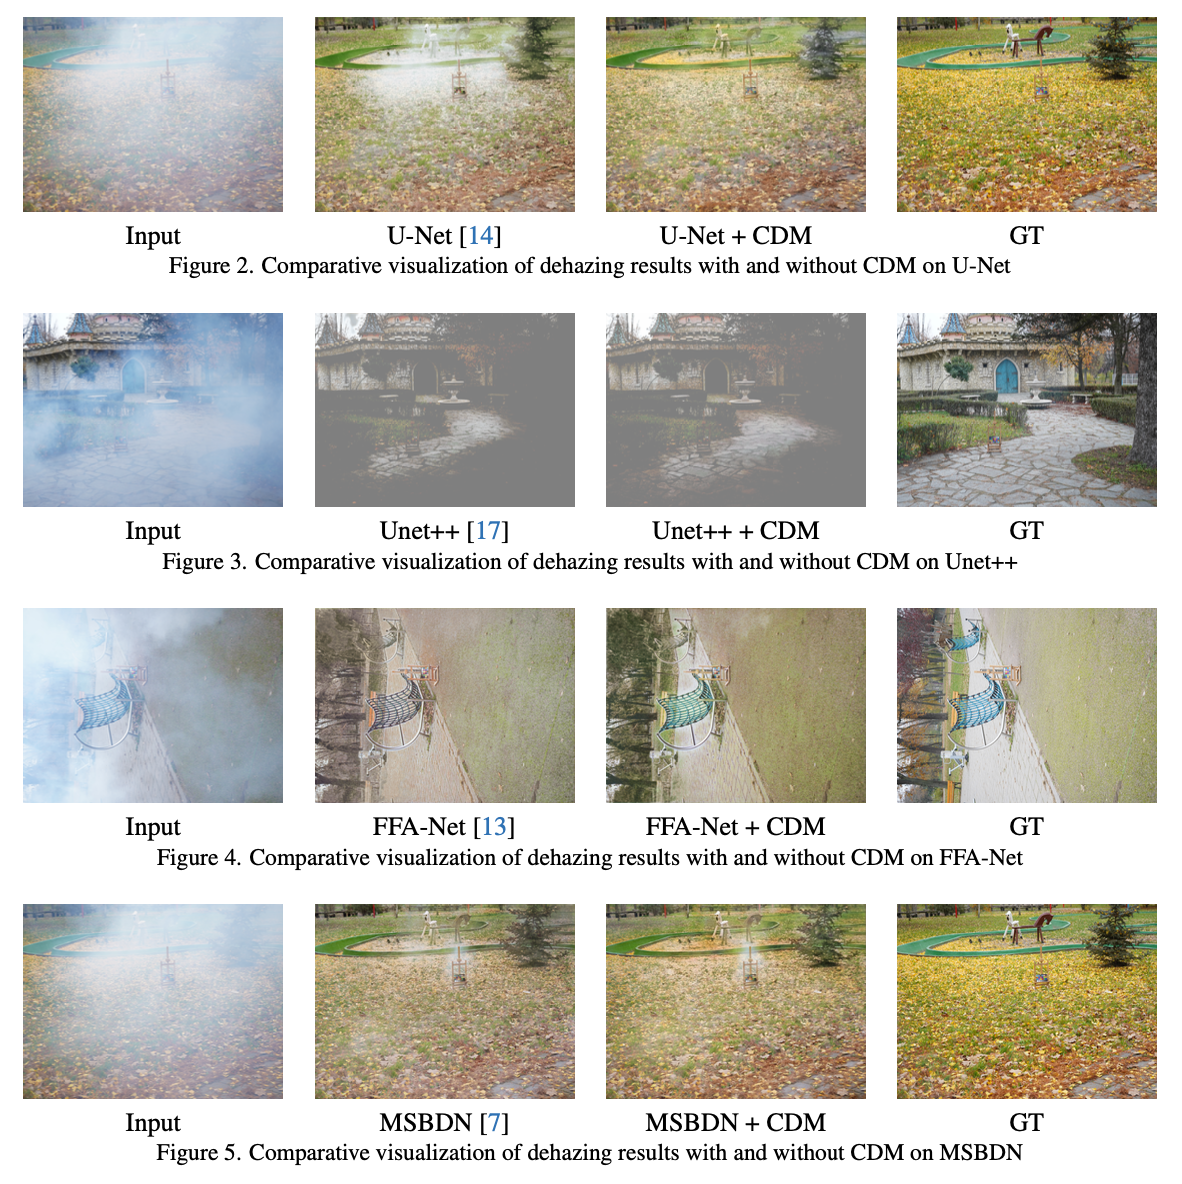 Input U-Net [14] U-Net + CDM GT
Figure 2. Comparative visualization of dehazing results with and without CDM on U-Net
Input Unet++ [17] Unet++ + CDM GT
Figure 3. Comparative visualization of dehazing results with and without CDM on Unet++
Input FFA-Net [13] FFA-Net + CDM GT
Figure 4. Comparative visualization of dehazing results with and without CDM on FFA-Net
Input MSBDN [7] MSBDN + CDM GT
Figure 5. Comparative visualization of dehazing results with and without CDM on MSBDN